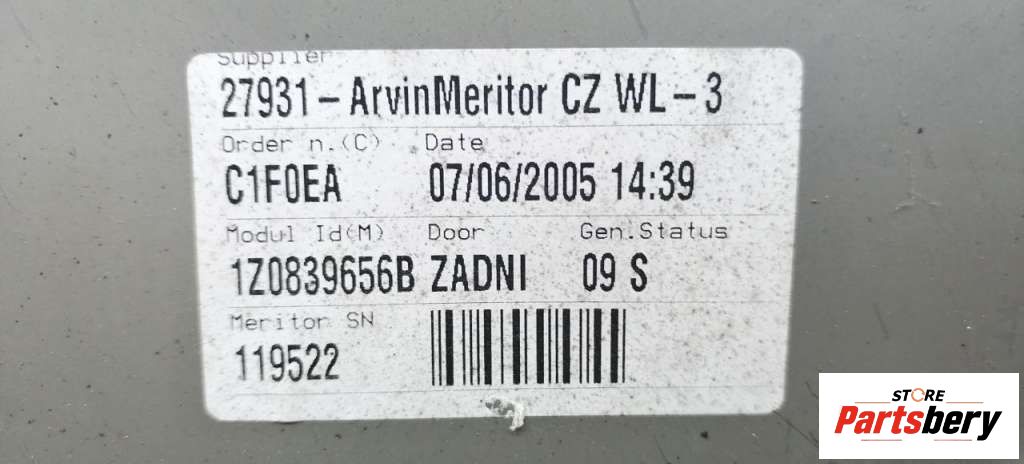 Supplier
27931 - ArvinMeritor CZ WL - 3
Order n.(C) Date
C1F0EA 07/06/2005 14:39
Modul Id(M) Door Gen.Status
1Z0839656B ZADNI 09 S
Meritor SN
119522
STORE
Partsbery